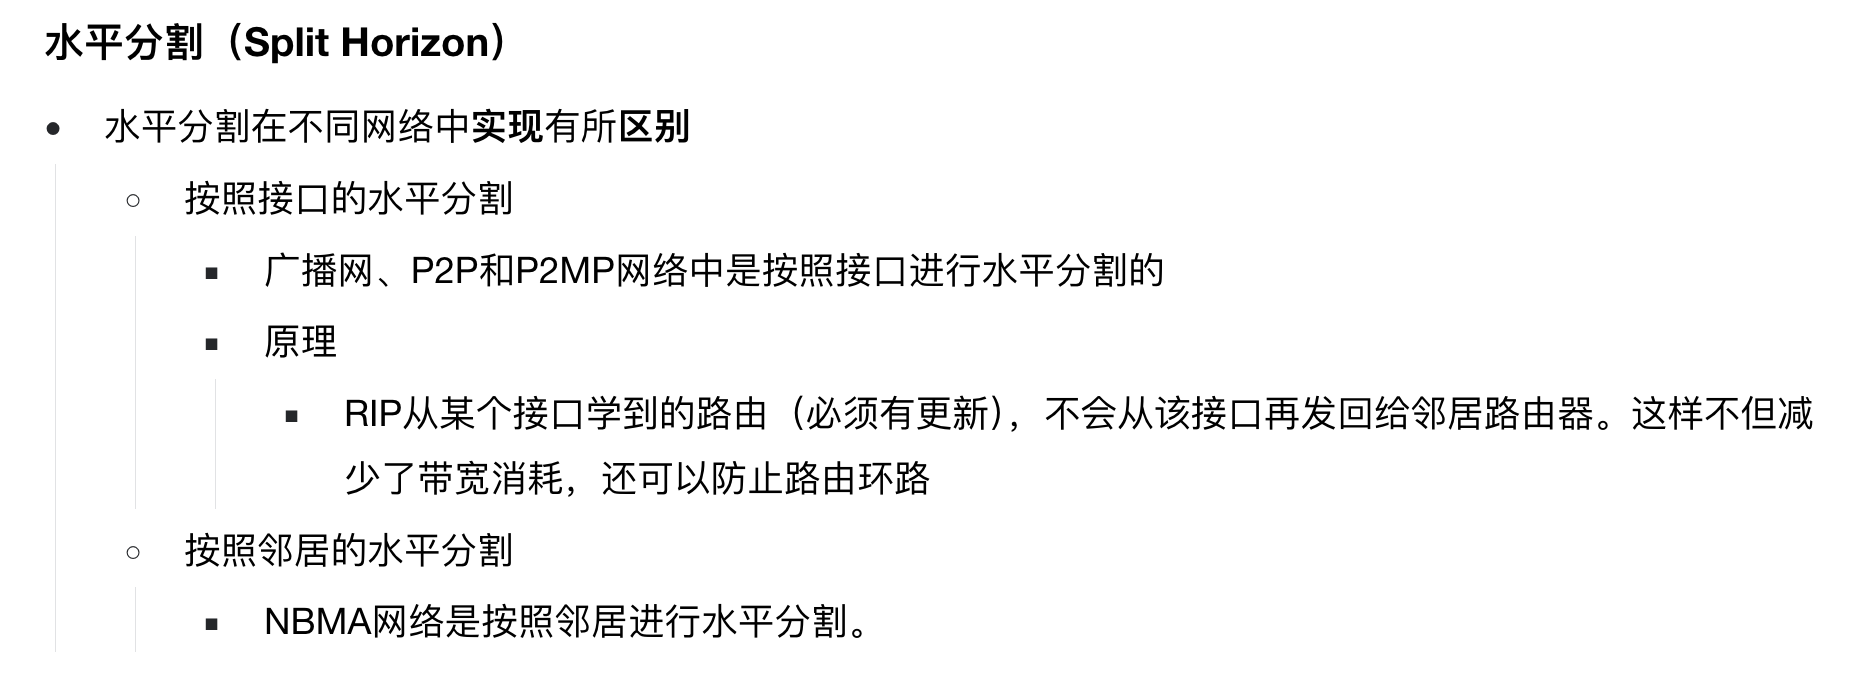 水平分割（Split Horizon）
水平分割在不同网络中实现有所区别
按照接口的水平分割
广播网、P2P和P2MP网络中是按照接口进行水平分割的
原理
RIP从某个接口学到的路由（必须有更新），不会从该接口再发回给邻居路由器。这样不但减
少了带宽消耗，还可以防止路由环路
按照邻居的水平分割
NBMA网络是按照邻居进行水平分割。